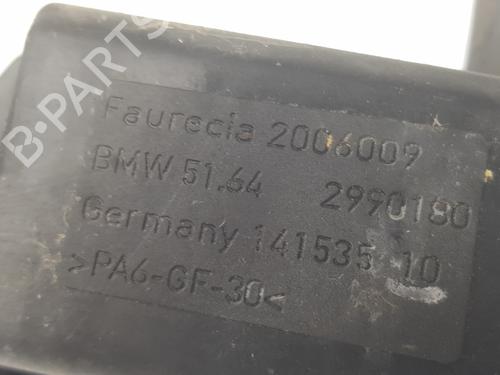 B-PARTS
Faurecia 2006009
BMW 51.64 2990180
Germany 141535 10
>PA6-GF-30<